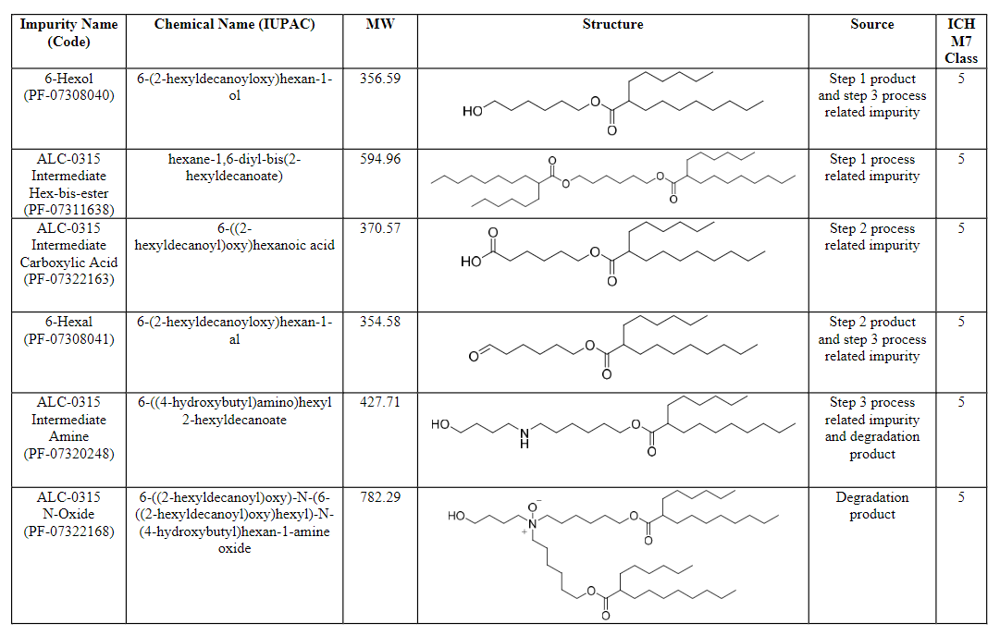 Impurity Name
(Code)
Chemical Name (IUPAC)
MW
Structure
Source
ICH
M7
Class
6-Hexol
(PF-07308040)
6-(2-hexyldecanoyloxy)hexan-1-
ol
356.59
HO
O
O
Step 1 product
and step 3 process
related impurity
5
ALC-0315
Intermediate
Hex-bis-ester
(PF-07311638)
hexane-1,6-diyl-bis(2-
hexyldecanoate)
594.96
O
O
O
O
Step 1 process
related impurity
5
ALC-0315
Intermediate
Carboxylic Acid
(PF-07322163)
6-((2-
hexyldecanoyl)oxy)hexanoic acid
370.57
O
HO
O
O
Step 2 process
related impurity
5
6-Hexal
(PF-07308041)
6-(2-hexyldecanoyloxy)hexan-1-
al
354.58
O
O
O
Step 2 product
and step 3 process
related impurity
5
ALC-0315
Intermediate
Amine
(PF-07320248)
6-((4-hydroxybutyl)amino)hexyl
2-hexyldecanoate
427.71
HO
N
H
O
O
Step 3 process
related impurity
and degradation
product
5
ALC-0315
N-Oxide
(PF-07322168)
6-((2-hexyldecanoyl)oxy)-N-(6-
((2-hexyldecanoyl)oxy)hexyl)-N-
(4-hydroxybutyl)hexan-1-amine
oxide
782.29
HO
O-
N+
O
O
O
O
Degradation
product
5